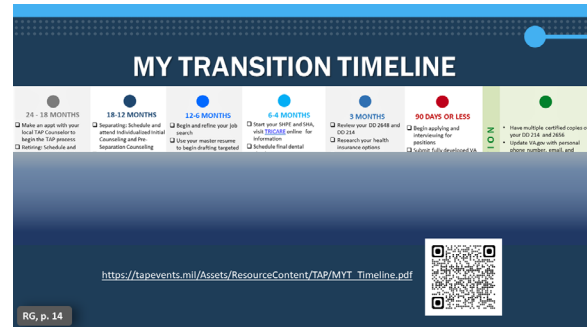 MY TRANSITION TIMELINE
24 - 18 MONTHS
❑ Make an appt with your
local TAP Counselor to
begin the TAP process
❑ Retiring: Schedule and
18-12 MONTHS
❑ Separating: Schedule and
attend Individualized Initial
Counseling and Pre-
Separation Counseling
12-6 MONTHS
❑ Begin and refine your job
search
❑ Use your master resume
to begin drafting targeted
6-4 MONTHS
❑ Start your SHPE and SHA,
visit TRICARE online for
information
❑ Schedule final dental
3 MONTHS
❑ Review your DD 2648 and
DD 214
❑ Research your health
insurance options
90 DAYS OR LESS
❑ Begin applying and
interviewing for
positions
❑ Submit fully developed VA
ION
• Have multiple certified copies o
your DD 214 and 2656
• Update VA.gov with personal
phone number, email, and
https://tapevents.mil/Assets/ResourceContent/TAP/MYT_Timeline.pdf
RG, p. 14